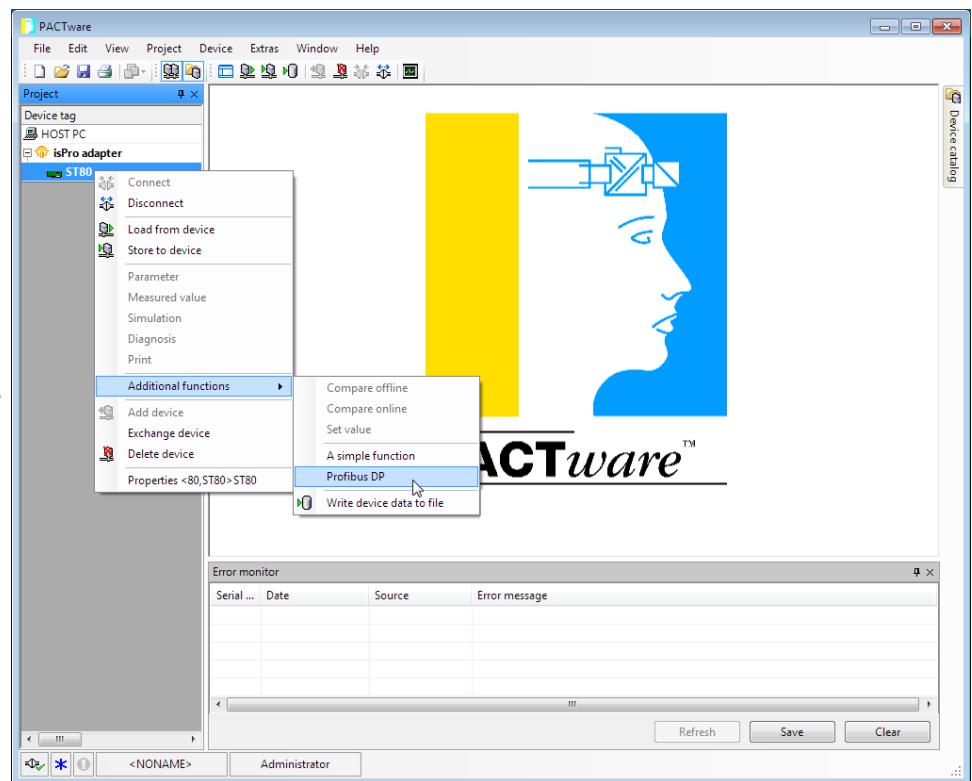 PACTware
File Edit View Project Device Extras Window Help
Project
Device tag
HOST PC
isPro adapter
ST80
Connect
Disconnect
Load from device
Store to device
Parameter
Measured value
Simulation
Diagnosis
Print
Additional functions
Add device
Exchange device
Delete device
Properties <80,ST80>ST80
Compare offline
Compare online
Set value
A simple function
Profibus DP
Write device data to file
ACTware™
Device catalog
Error monitor
Serial ... Date Source Error message
Refresh Save Clear
<NONAME> Administrator